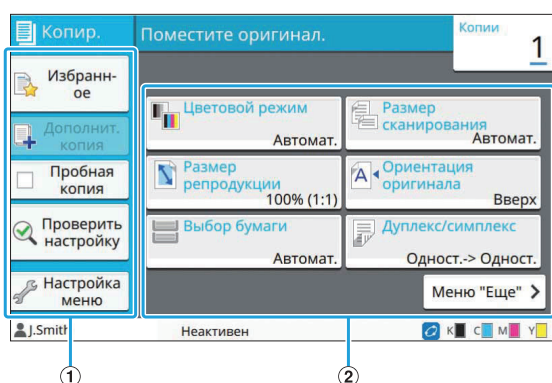 Копир.
Поместите оригинал.
Копии
1
Избранн-
ое
Дополнит.
копия
Пробная
копия
Проверить
настройку
Настройка
меню
Цветовой режим
Автомат.
Размер
сканирования
Автомат.
Размер
репродукции
100% (1:1)
Ориентация
оригинала
Вверх
Выбор бумаги
Автомат.
Дуплекс/симплекс
Одност.-> Одност.
Меню "Еще"
J.Smith
Неактивен
K C M Y
1
2